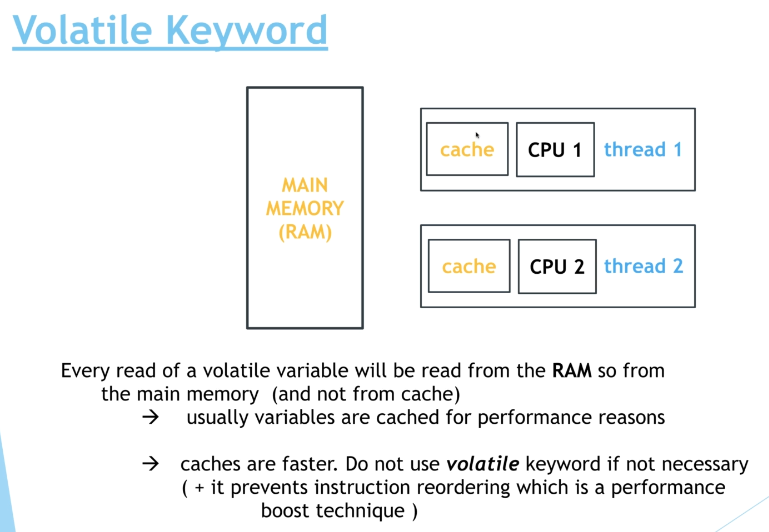 Volatile Keyword
MAIN
MEMORY
(RAM)
cache
CPU 1
thread 1
cache
CPU 2
thread 2
Every read of a volatile variable will be read from the RAM so from
the main memory (and not from cache)
→ usually variables are cached for performance reasons
→ caches are faster. Do not use volatile keyword if not necessary
( + it prevents instruction reordering which is a performance
boost technique )